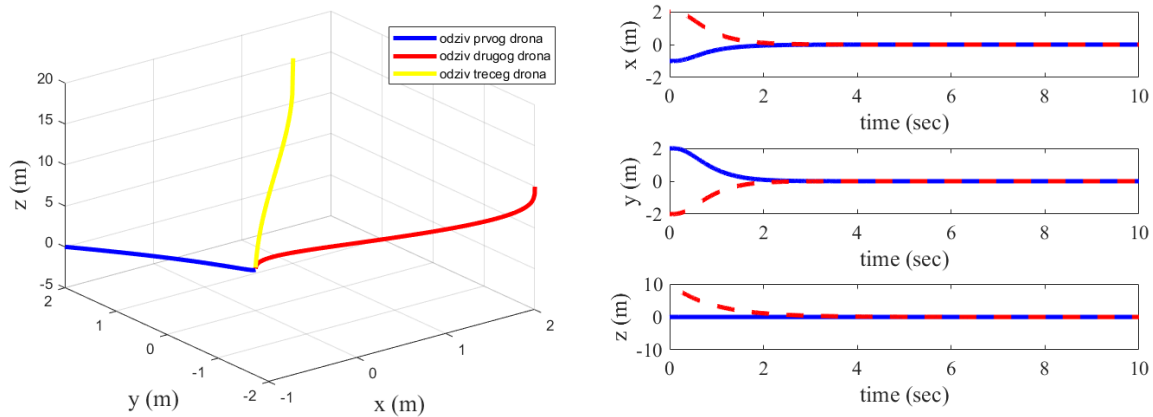 odziv prvog drona
odziv drugog drona
odziv treceg drona
20
15
10
5
0
-5
z (m)
2
1
0
-1
-2
y (m)
-1
0
1
2
x (m)
2
0
-2
x (m)
0 2 4 6 8 10
time (sec)
2
0
-2
y (m)
0 2 4 6 8 10
time (sec)
10
0
-10
z (m)
0 2 4 6 8 10
time (sec)